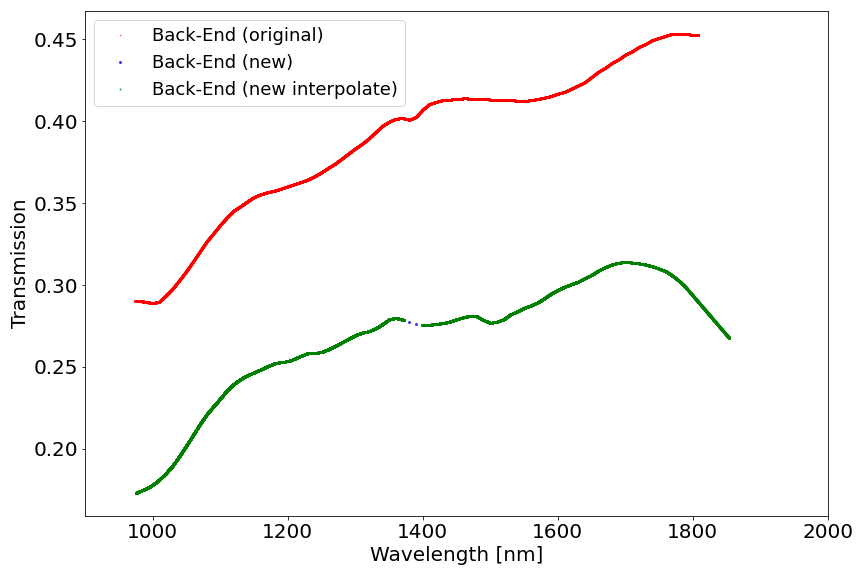 Back-End (original)
Back-End (new)
Back-End (new interpolate)
0.45
0.40
0.35
0.30
0.25
0.20
Transmission
1000 1200 1400 1600 1800 2000
Wavelength [nm]